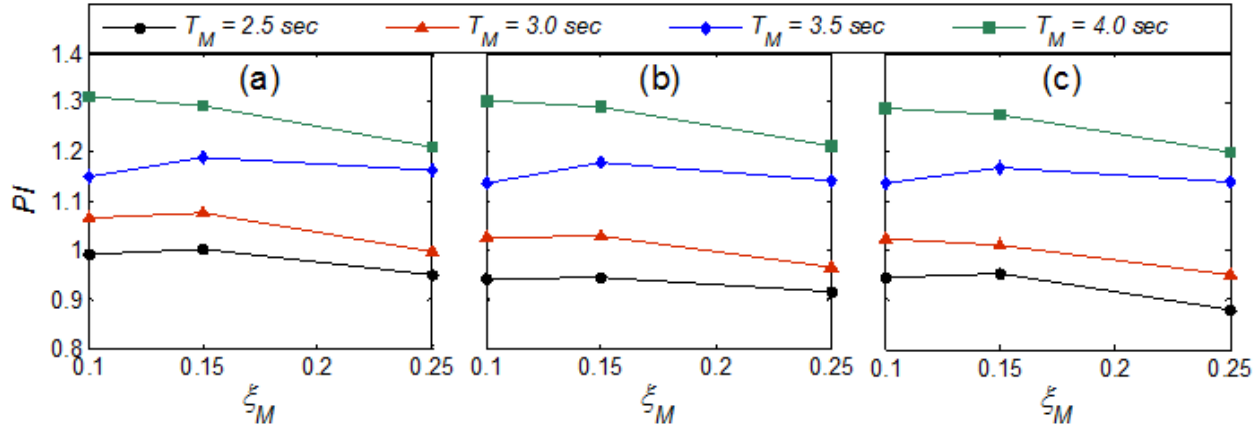 T_M = 2.5 sec T_M = 3.0 sec T_M = 3.5 sec T_M = 4.0 sec
1.4
(a) (b) (c)
1.3
1.2
PI
1.1
1
0.9
0.8
0.1 0.15 0.2 0.25 0.1 0.15 0.2 0.25 0.1 0.15 0.2 0.25
ξ_M ξ_M ξ_M